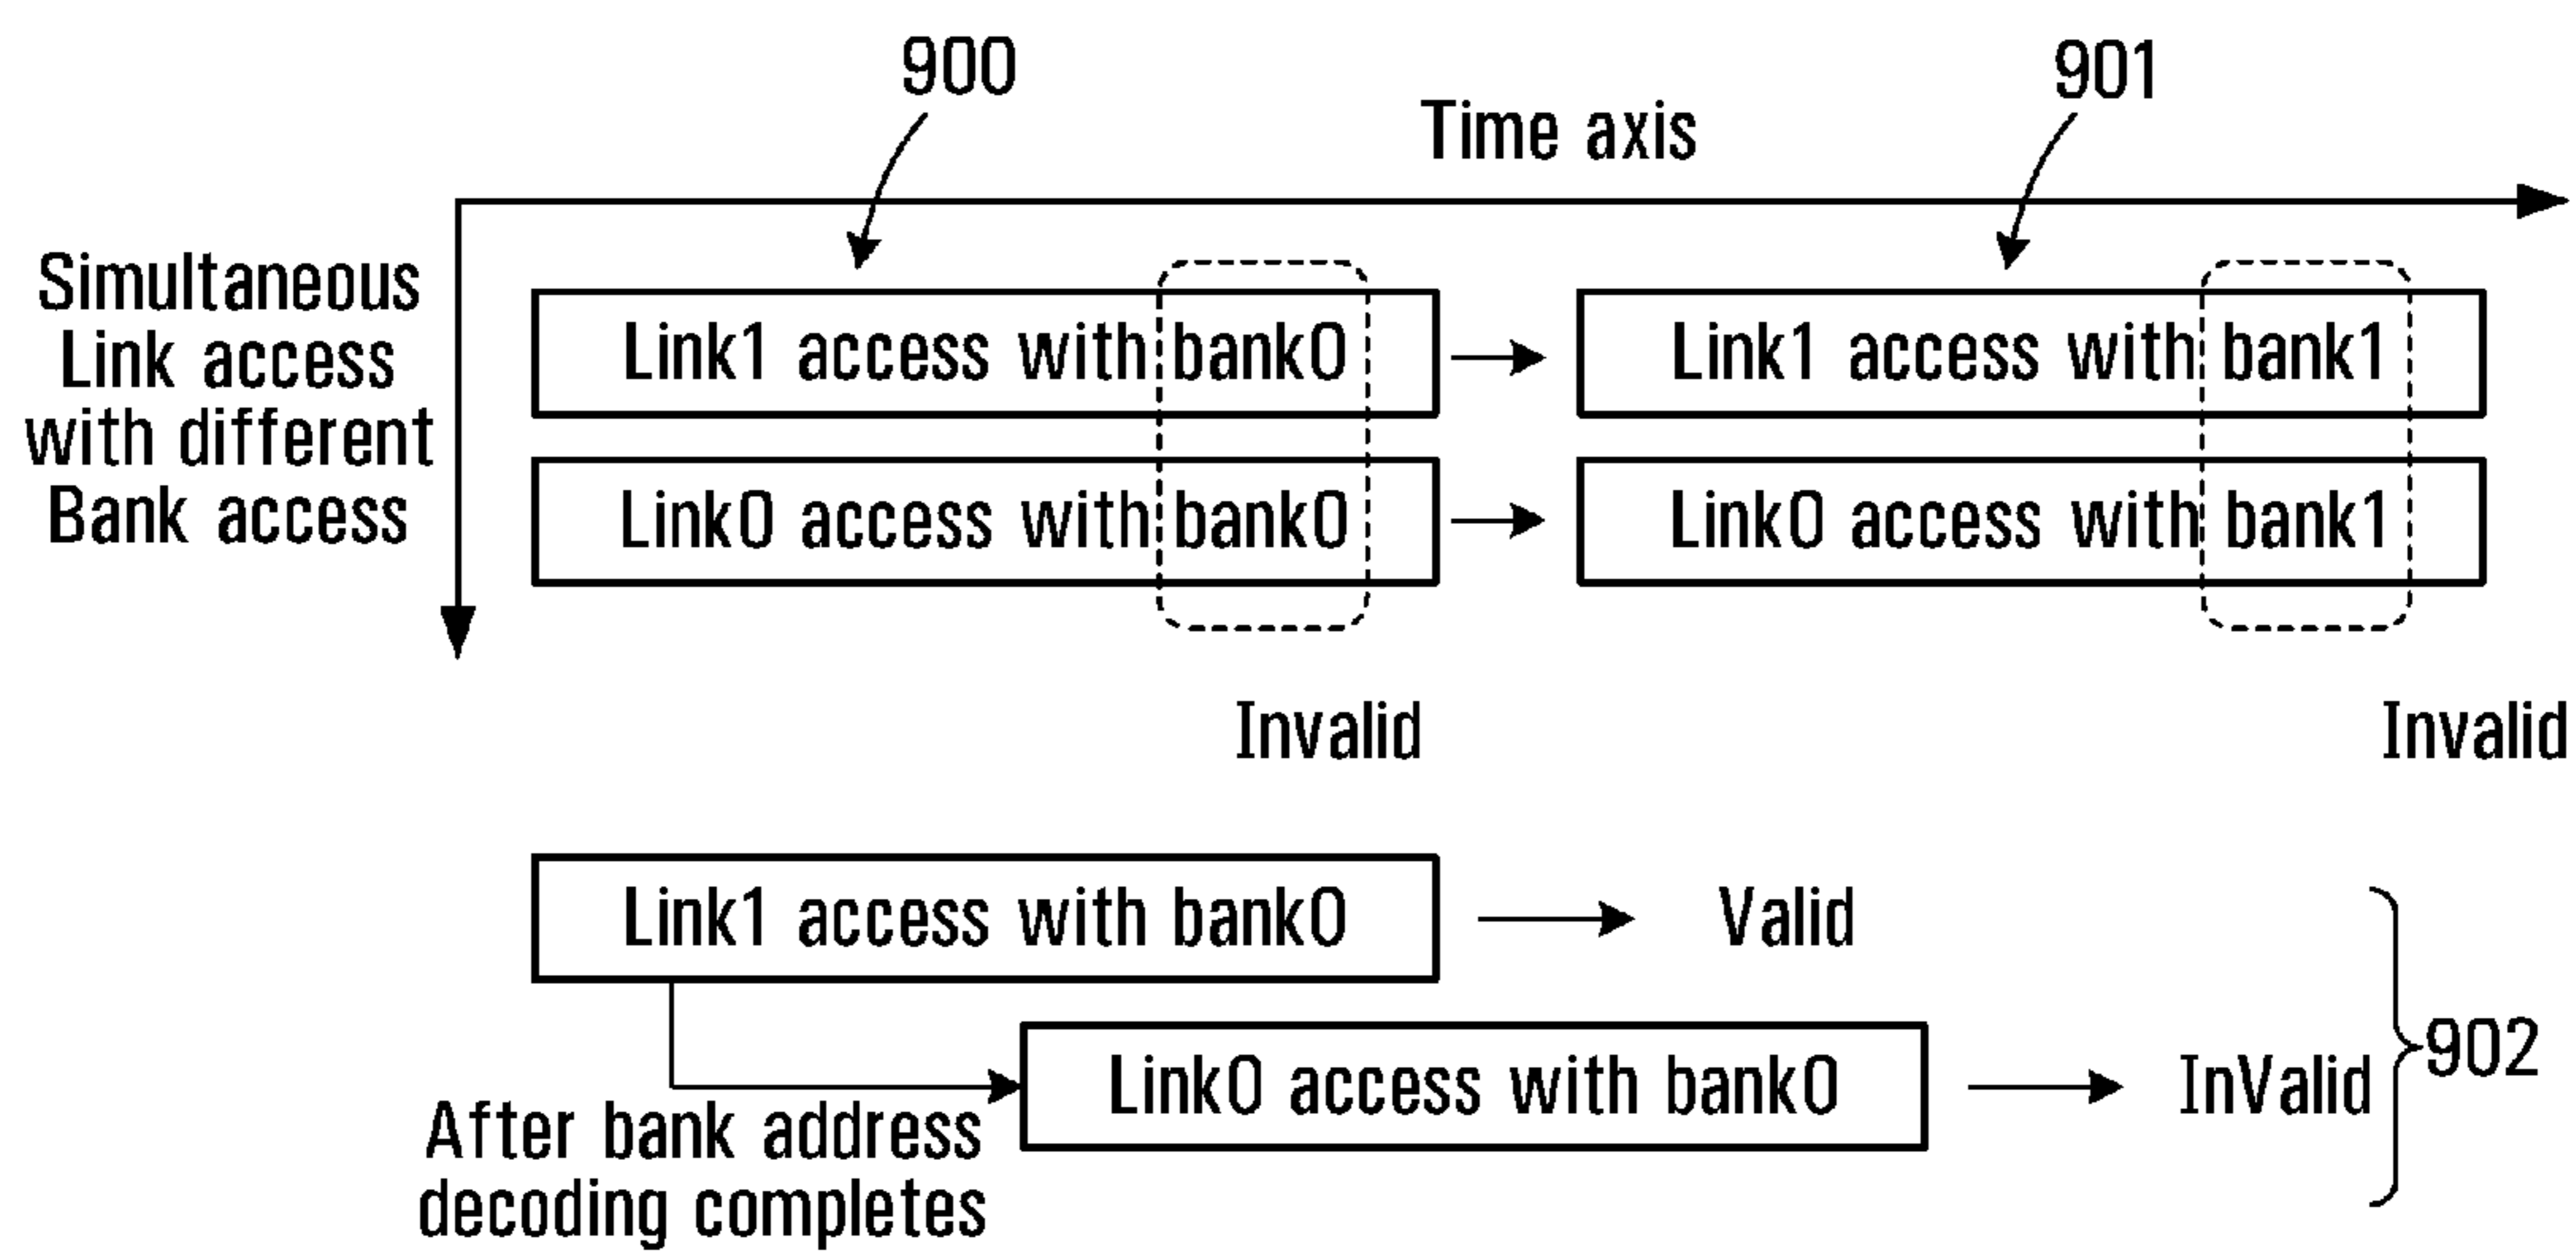 900
901
Time axis
Simultaneous
Link access
with different
Bank access
Link1 access with bank0
Link1 access with bank1
Link0 access with bank0
Link0 access with bank1
Invalid
Invalid
Link1 access with bank0
Valid
Link0 access with bank0
InValid
902
After bank address
decoding completes